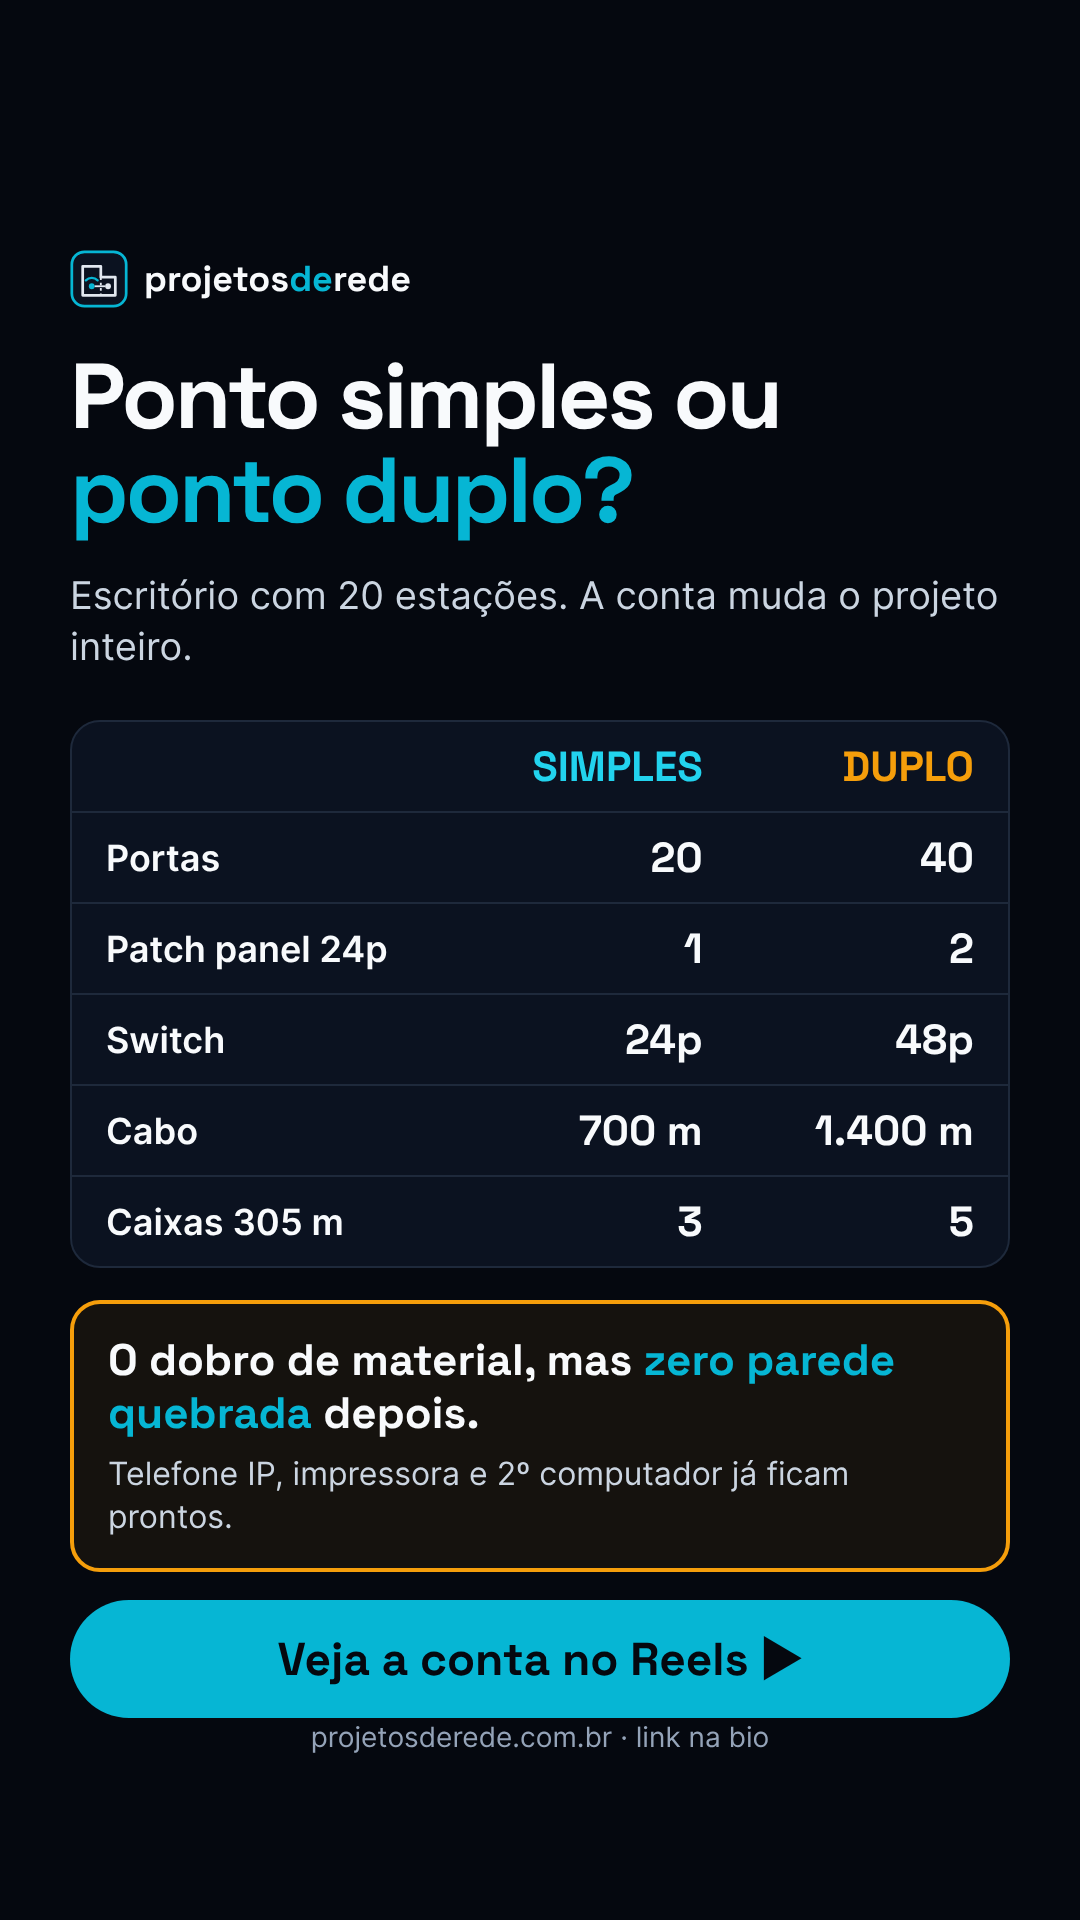 projetosderede
Ponto simples ou
ponto duplo?
Escritório com 20 estações. A conta muda o projeto
inteiro.
SIMPLES DUPLO
Portas 20 40
Patch panel 24p 1 2
Switch 24p 48p
Cabo 700 m 1.400 m
Caixas 305 m 3 5
O dobro de material, mas zero parede
quebrada depois.
Telefone IP, impressora e 2º computador já ficam
prontos.
Veja a conta no Reels ▶
projetosderede.com.br · link na bio